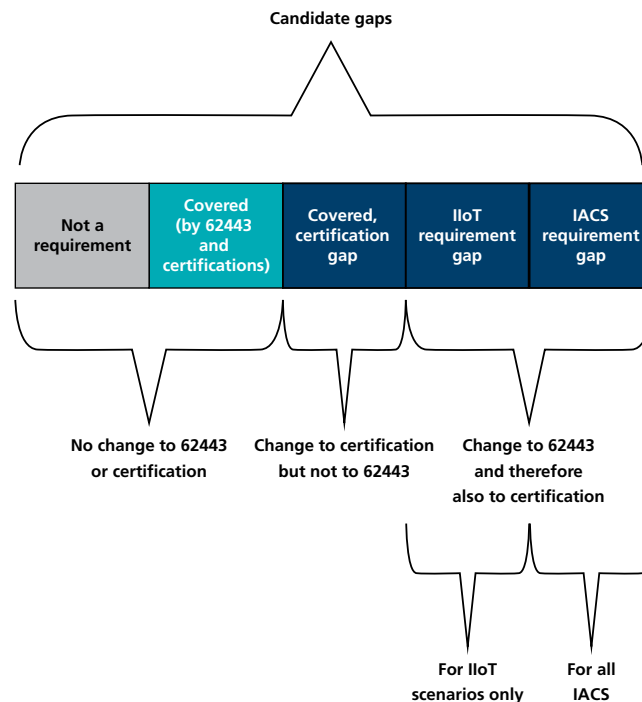 Candidate gaps
Not a
requirement
Covered
(by 62443
and
certifications)
Covered,
certification
gap
IIoT
requirement
gap
IACS
requirement
gap
No change to 62443
or certification
Change to certification
but not to 62443
Change to 62443
and therefore
also to certification
For IIoT
scenarios only
For all
IACS